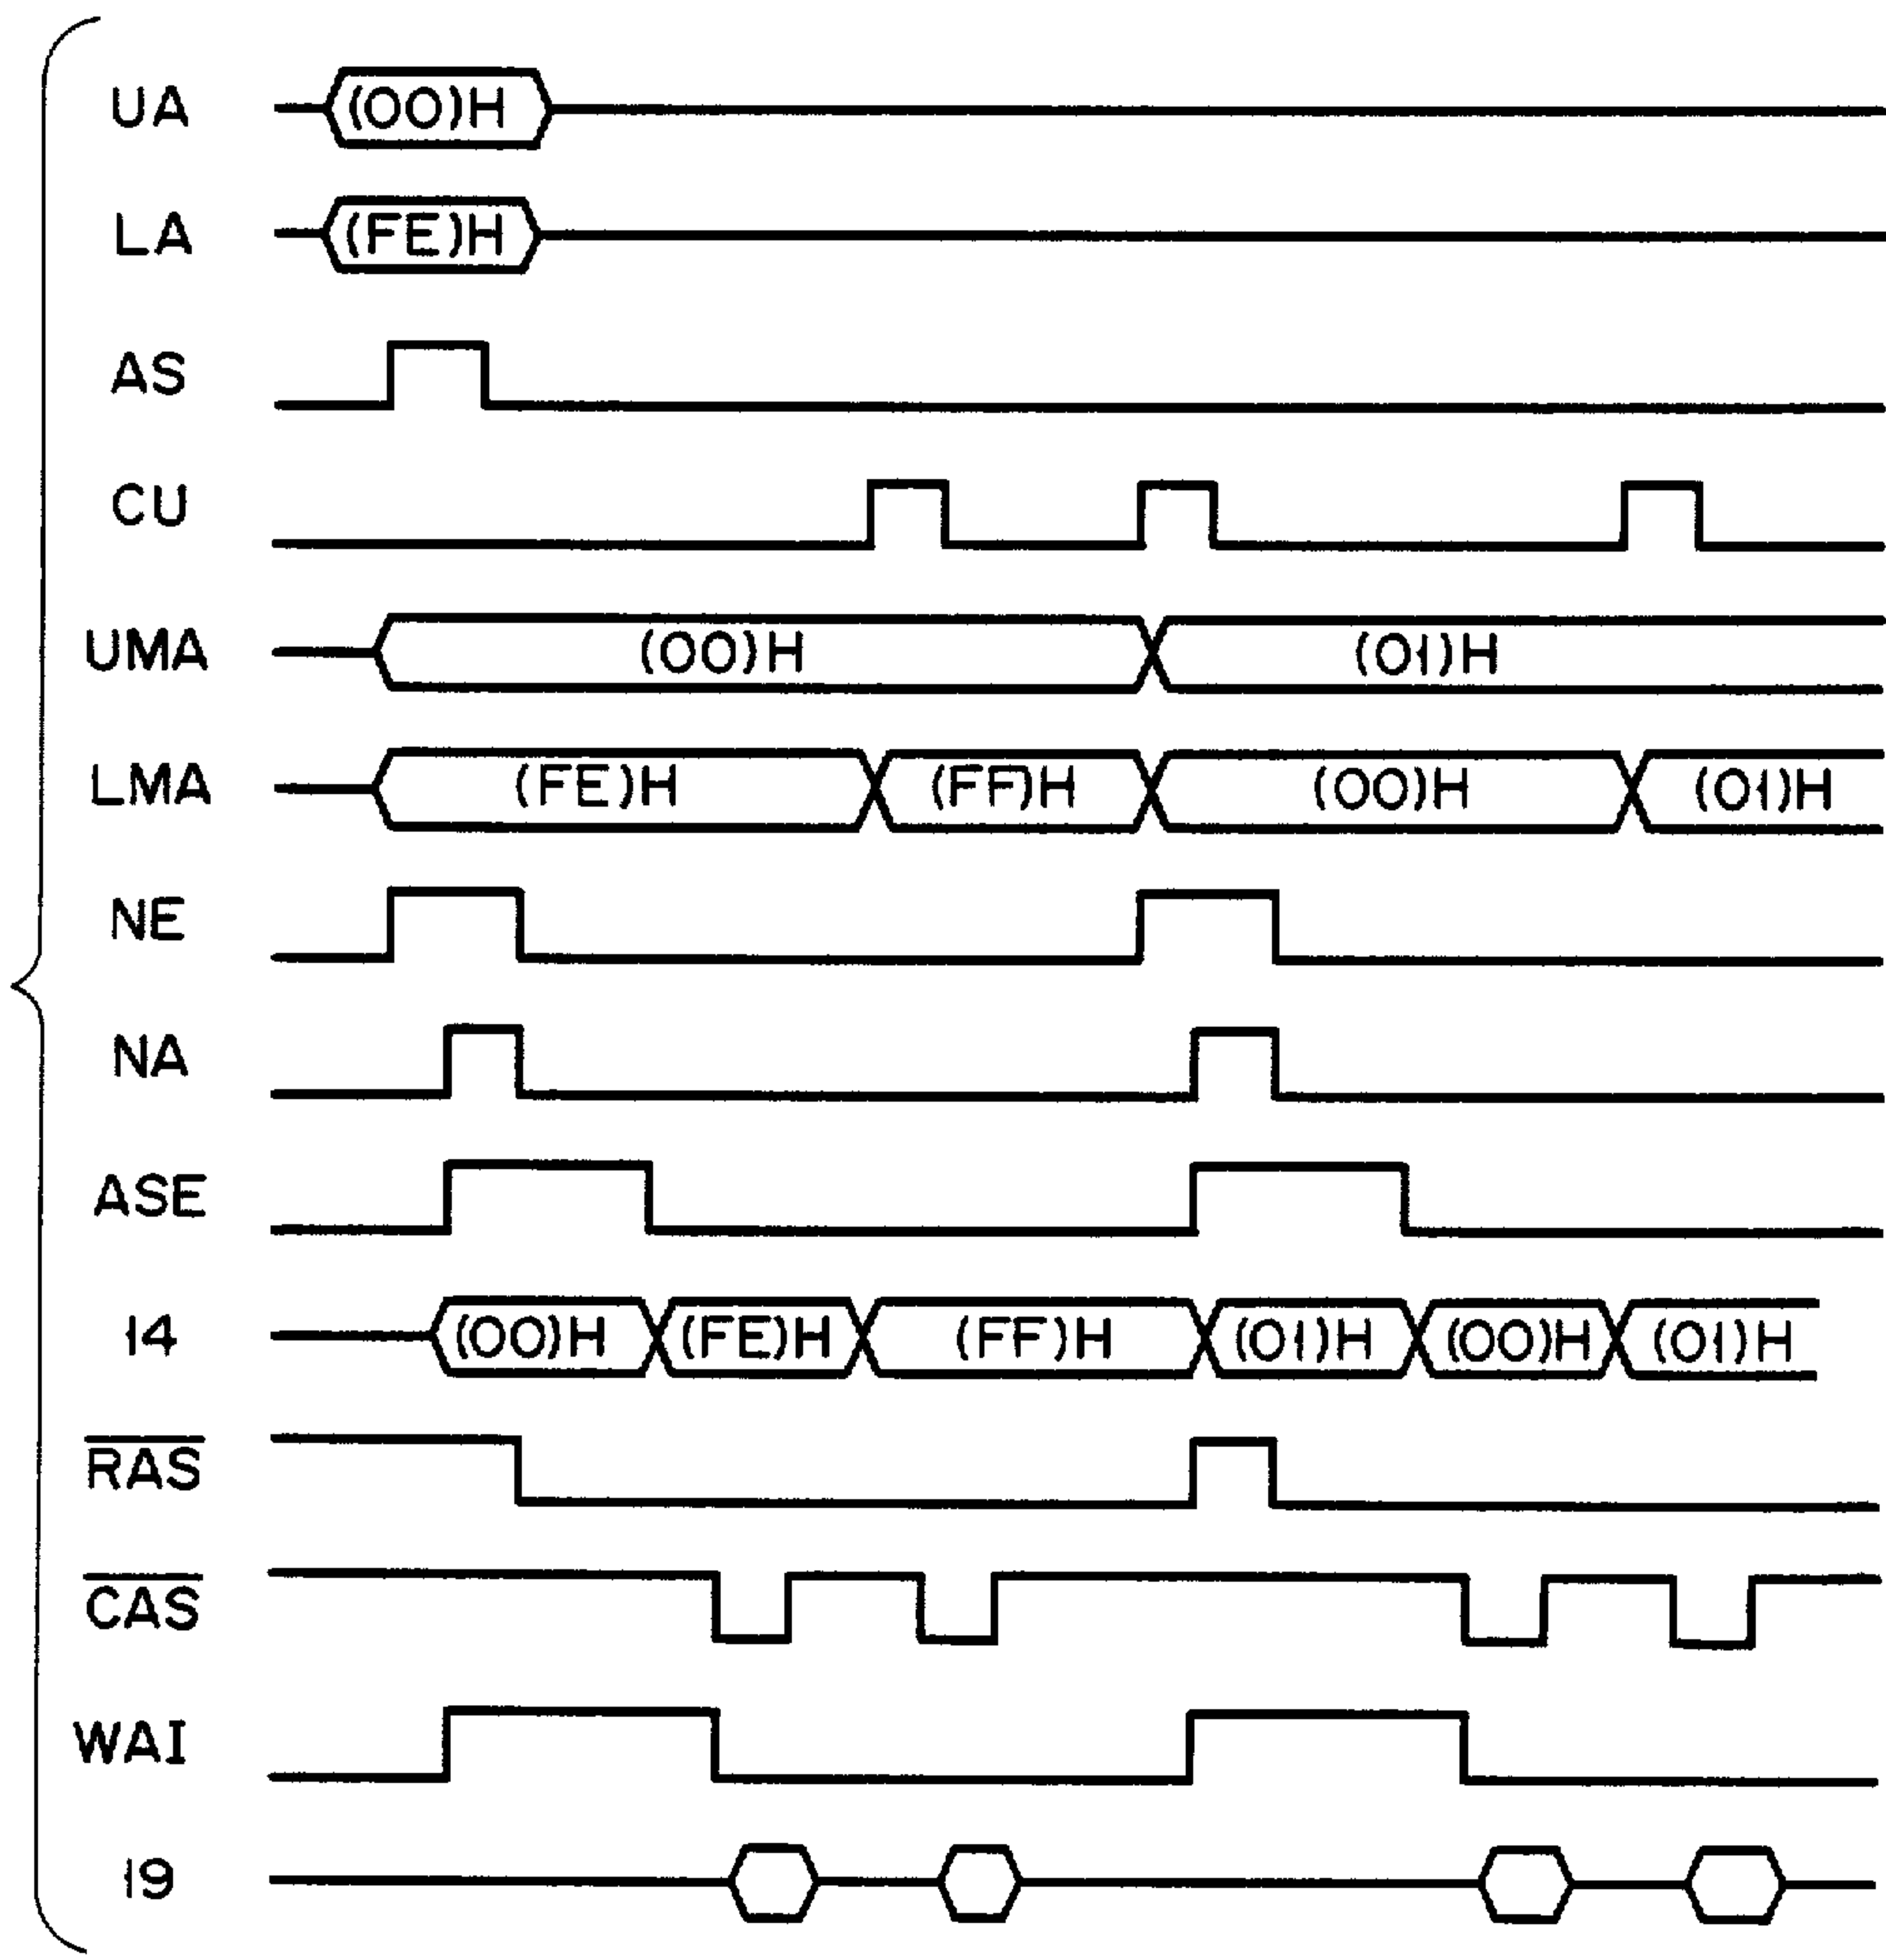 UA (00)H
LA (FE)H
AS
CU
UMA (00)H (01)H
LMA (FE)H (FF)H (00)H (01)H
NE
NA
ASE
14 (00)H (FE)H (FF)H (01)H (00)H (01)H
RAS
CAS
WAI
19